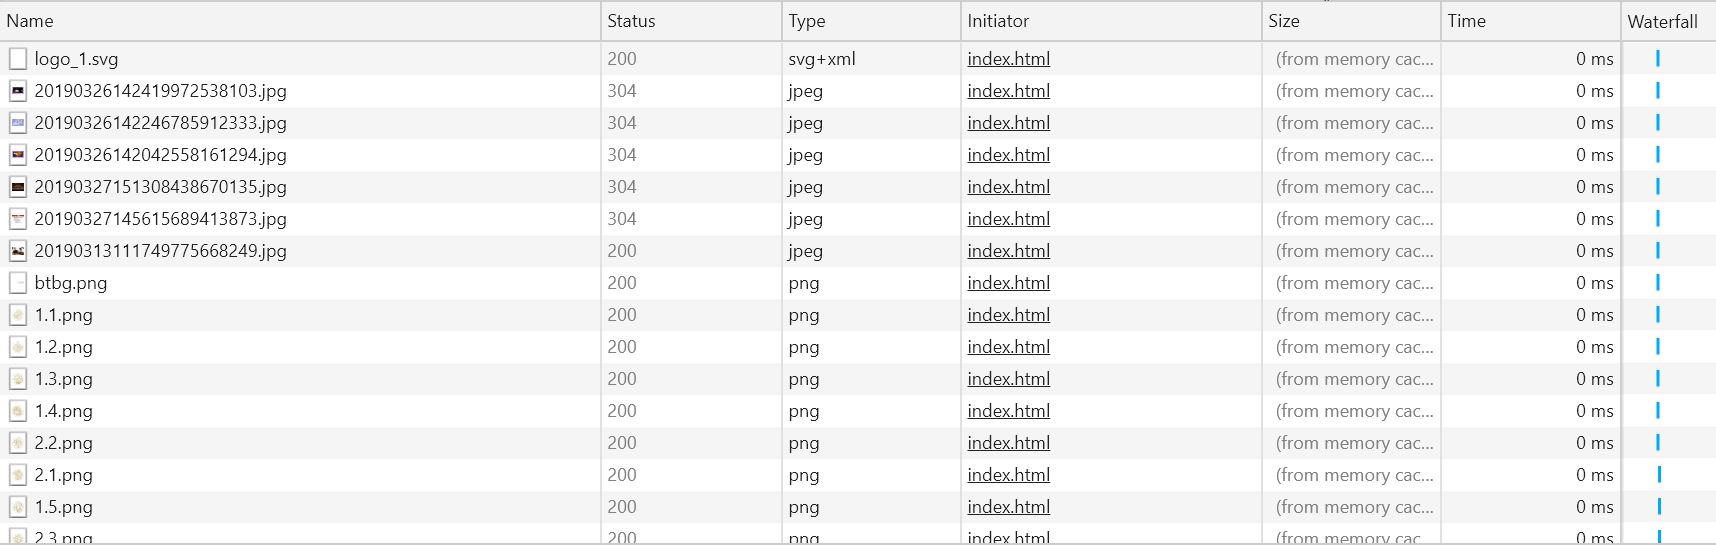 Name Status Type Initiator Size Time Waterfall
logo_1.svg 200 svg+xml index.html (from memory cac... 0 ms
20190326142419972538103.jpg 304 jpeg index.html (from memory cac... 0 ms
20190326142246785912333.jpg 304 jpeg index.html (from memory cac... 0 ms
20190326142042558161294.jpg 304 jpeg index.html (from memory cac... 0 ms
20190327151308438670135.jpg 304 jpeg index.html (from memory cac... 0 ms
20190327145615689413873.jpg 304 jpeg index.html (from memory cac... 0 ms
20190313111749775668249.jpg 200 jpeg index.html (from memory cac... 0 ms
btbg.png 200 png index.html (from memory cac... 0 ms
1.1.png 200 png index.html (from memory cac... 0 ms
1.2.png 200 png index.html (from memory cac... 0 ms
1.3.png 200 png index.html (from memory cac... 0 ms
1.4.png 200 png index.html (from memory cac... 0 ms
2.2.png 200 png index.html (from memory cac... 0 ms
2.1.png 200 png index.html (from memory cac... 0 ms
1.5.png 200 png index.html (from memory cac... 0 ms
2.3.png 200 png index.html (from memory cac... 0 ms